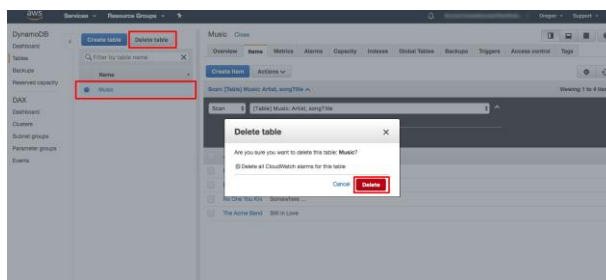 aws Services Resource Groups Oregon Support
DynamoDB
Dashboard
Tables
Backups
Reserved capacity
DAX
Dashboard
Clusters
Subnet groups
Parameter groups
Events
Create table Delete table
Filter by table name
Name
Music
Music Close
Overview Items Metrics Alarms Capacity Indexes Global Tables Backups Triggers Access control Tags
Create item Actions
Scan: [Table] Music: Artist, songTitle
Viewing 1 to 4 items
Scan [Table] Music: Artist, songTitle
Delete table
Are you sure you want to delete this table: Music?
Delete all CloudWatch alarms for this table
Cancel Delete
No One You Kno Somewhere ...
The Acme Band Still in Love